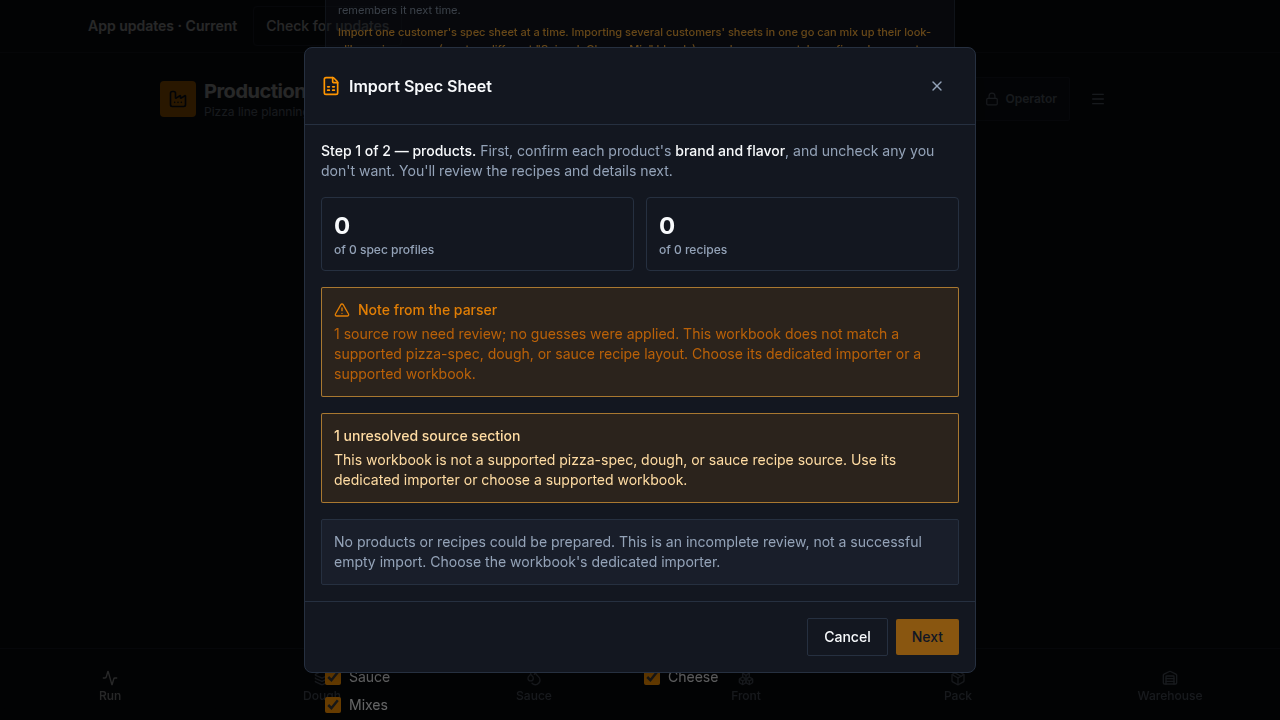 remembers it next time.
App updates · Current
Check for updates
Import one customer's spec sheet at a time. Importing several customers' sheets in one go can mix up their look-
Import Spec Sheet
Production
Pizza line planning
Operator
Step 1 of 2 — products. First, confirm each product's brand and flavor, and uncheck any you
don't want. You'll review the recipes and details next.
0
of 0 spec profiles
0
of 0 recipes
Note from the parser
1 source row need review; no guesses were applied. This workbook does not match a
supported pizza-spec, dough, or sauce recipe layout. Choose its dedicated importer or a
supported workbook.
1 unresolved source section
This workbook is not a supported pizza-spec, dough, or sauce recipe source. Use its
dedicated importer or choose a supported workbook.
No products or recipes could be prepared. This is an incomplete review, not a successful
empty import. Choose the workbook's dedicated importer.
Cancel
Next
Sauce
Cheese
Mixes
Run
Dough
Sauce
Front
Pack
Warehouse